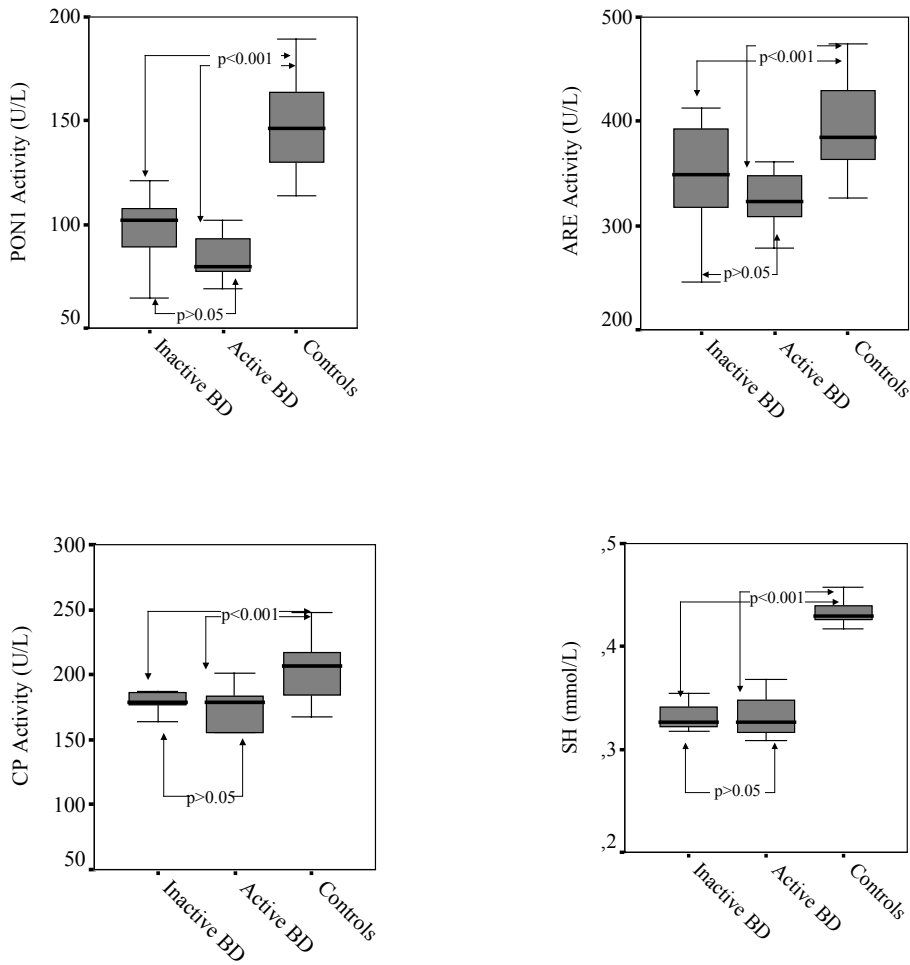 200
150
100
50
PON1 Activity (U/L)
p<0.001
p>0.05
Inactive BD
Active BD
Controls
500
400
300
200
ARE Activity (U/L)
p<0.001
p>0.05
Inactive BD
Active BD
Controls
300
250
200
150
100
50
CP Activity (U/L)
p<0.001
p>0.05
Inactive BD
Active BD
Controls
,5
,4
,3
,2
SH (mmol/L)
p<0.001
p>0.05
Inactive BD
Active BD
Controls